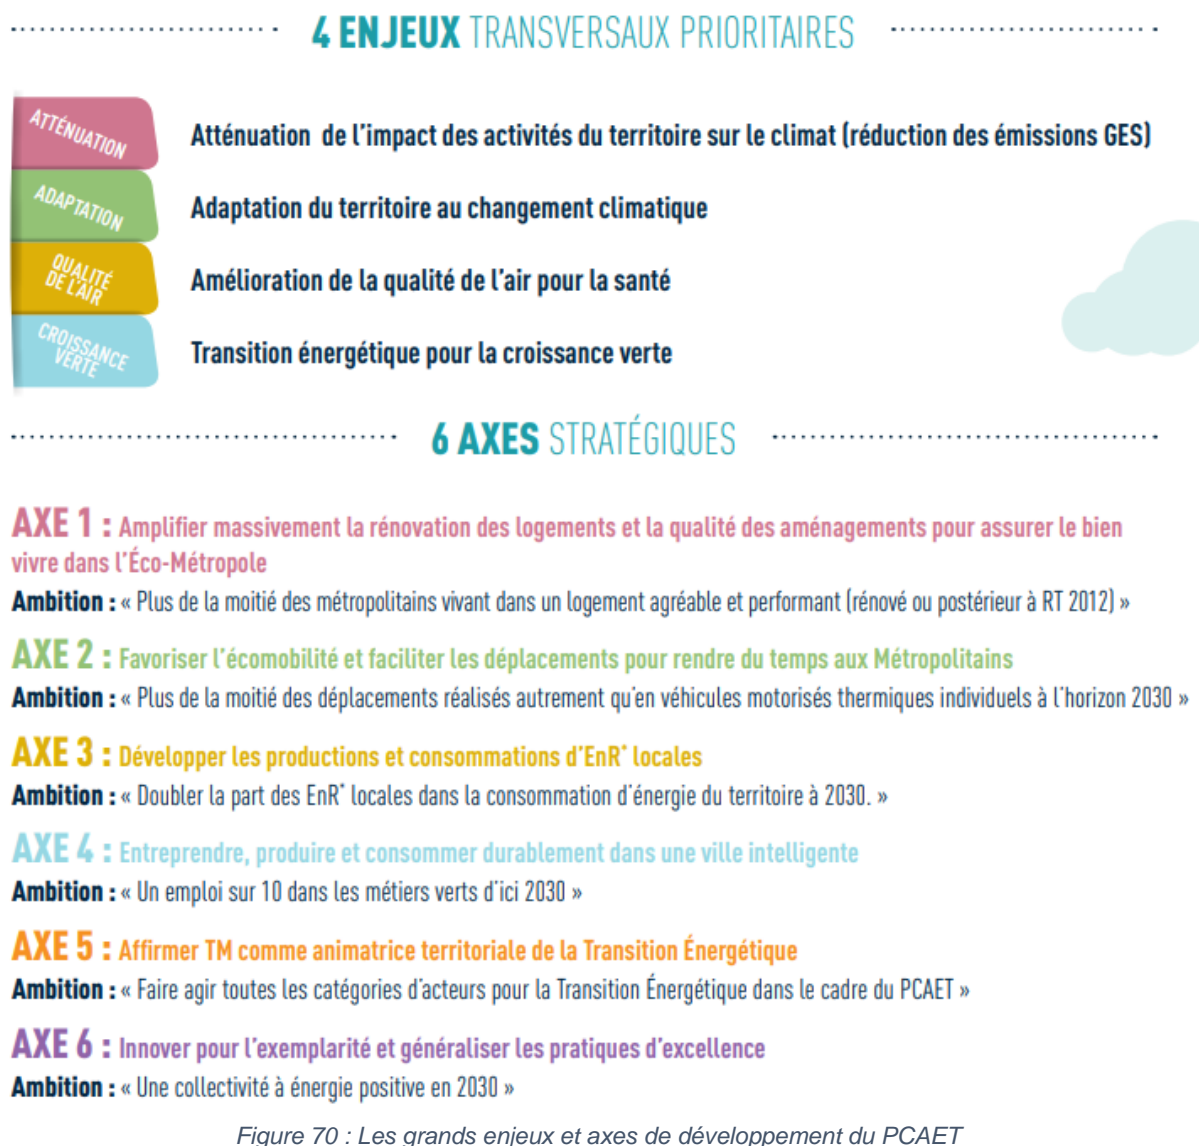 4 ENJEUX TRANSVERSAUX PRIORITAIRES
ATTÉNUATION
Atténuation de l'impact des activités du territoire sur le climat (réduction des émissions GES)
ADAPTATION
Adaptation du territoire au changement climatique
QUALITÉ
DE L'AIR
Amélioration de la qualité de l'air pour la santé
CROISSANCE
VERTE
Transition énergétique pour la croissance verte
6 AXES STRATÉGIQUES
AXE 1 : Amplifier massivement la rénovation des logements et la qualité des aménagements pour assurer le bien
vivre dans l'Éco-Métropole
Ambition : « Plus de la moitié des métropolitains vivant dans un logement agréable et performant (rénové ou postérieur à RT 2012) »
AXE 2 : Favoriser l'écomobilité et faciliter les déplacements pour rendre du temps aux Métropolitains
Ambition : « Plus de la moitié des déplacements réalisés autrement qu'en véhicules motorisés thermiques individuels à l'horizon 2030 »
AXE 3 : Développer les productions et consommations d'EnR* locales
Ambition : « Doubler la part des EnR* locales dans la consommation d'énergie du territoire à 2030. »
AXE 4 : Entreprendre, produire et consommer durablement dans une ville intelligente
Ambition : « Un emploi sur 10 dans les métiers verts d'ici 2030 »
AXE 5 : Affirmer TM comme animatrice territoriale de la Transition Énergétique
Ambition : « Faire agir toutes les catégories d'acteurs pour la Transition Énergétique dans le cadre du PCAET »
AXE 6 : Innover pour l'exemplarité et généraliser les pratiques d'excellence
Ambition : « Une collectivité à énergie positive en 2030 »
Figure 70 : Les grands enjeux et axes de développement du PCAET